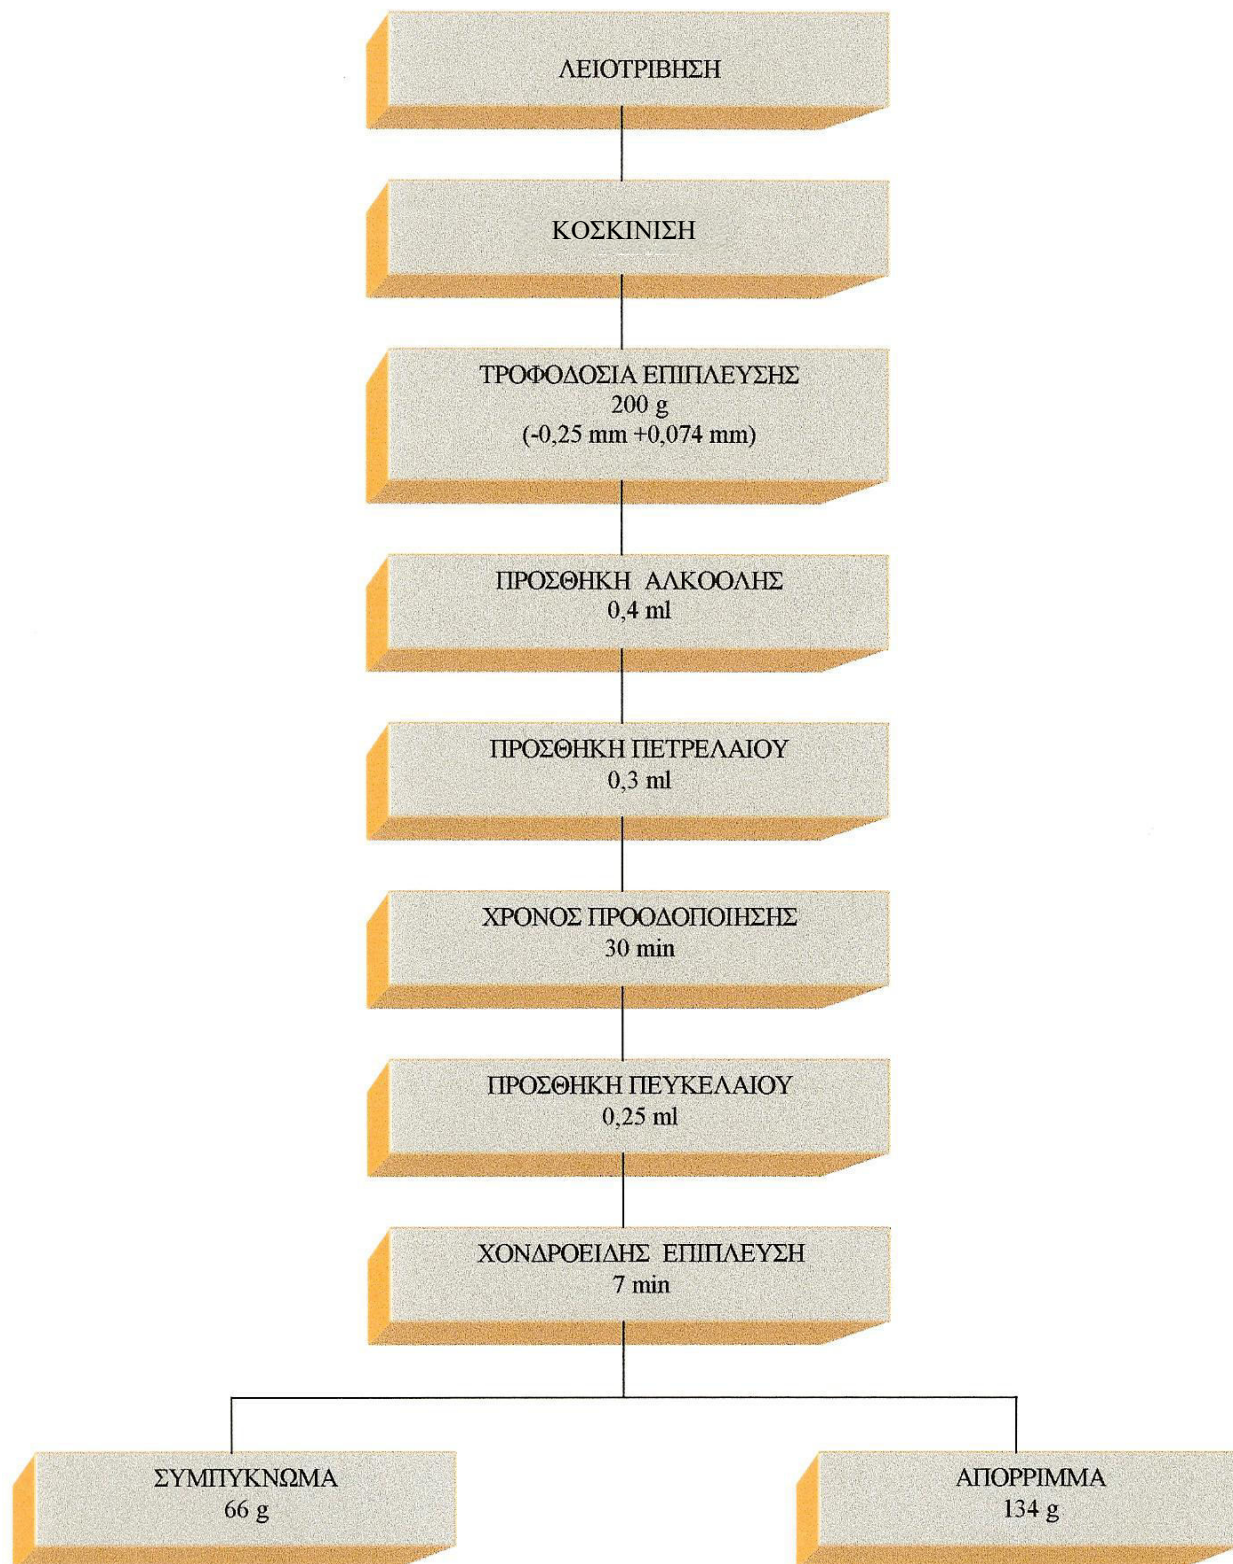 ΛΕΙΟΤΡΙΒΗΣΗ
ΚΟΣΚΙΝΙΣΗ
ΤΡΟΦΟΔΟΣΙΑ ΕΠΙΠΛΕΥΣΗΣ
200 g
(-0,25 mm +0,074 mm)
ΠΡΟΣΘΗΚΗ ΑΛΚΟΟΛΗΣ
0,4 ml
ΠΡΟΣΘΗΚΗ ΠΕΤΡΕΛΑΙΟΥ
0,3 ml
ΧΡΟΝΟΣ ΠΡΟΟΔΟΠΟΙΗΣΗΣ
30 min
ΠΡΟΣΘΗΚΗ ΠΕΥΚΕΛΑΙΟΥ
0,25 ml
ΧΟΝΔΡΟΕΙΔΗΣ ΕΠΙΠΛΕΥΣΗ
7 min
ΣΥΜΠΥΚΝΩΜΑ
66 g
ΑΠΟΡΡΙΜΜΑ
134 g